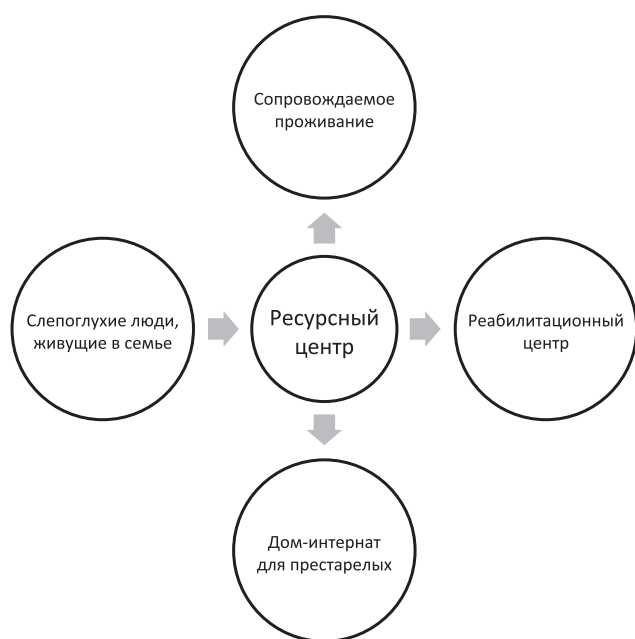 Сопровождаемое
проживание
Слепоглухие люди,
живущие в семье
Ресурсный
центр
Реабилитационный
центр
Дом-интернат
для престарелых